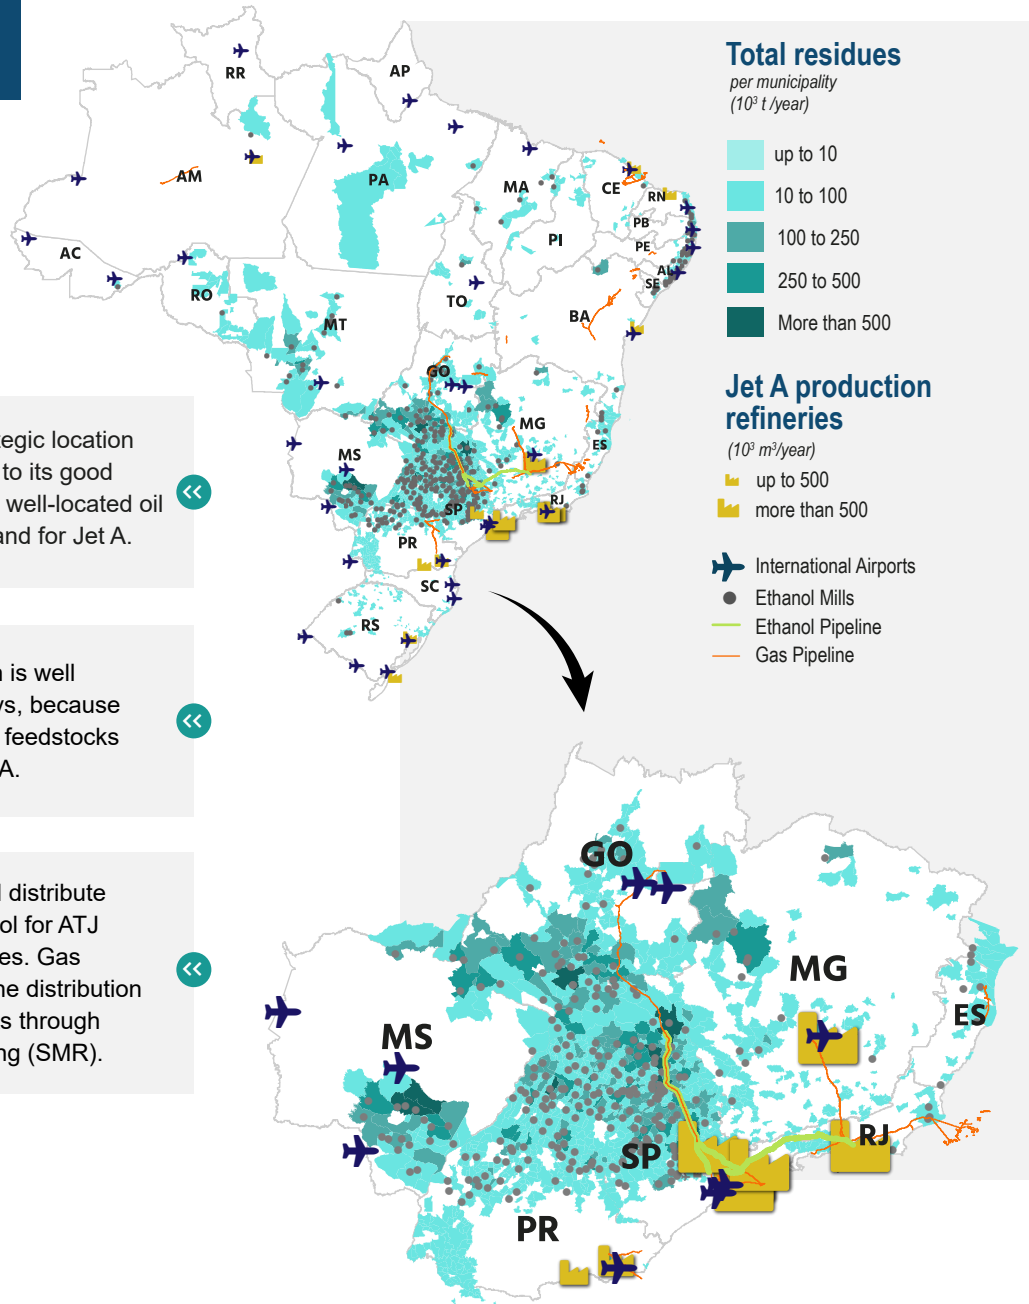 Total residues
per municipality
(10³ t /year)
up to 10
10 to 100
100 to 250
250 to 500
More than 500
Jet A production
refineries
(10³ m³/year)
up to 500
more than 500
International Airports
Ethanol Mills
Ethanol Pipeline
Gas Pipeline
RR
AP
AM
PA
MA
CE
RN
PB
PE
PI
AL
SE
AC
RO
TO
BA
MT
GO
MG
ES
MS
SP
RJ
PR
SC
RS
tegic location
to its good
well-located oil
and for Jet A.
is well
ys, because
feedstocks
A.
distribute
ol for ATJ
es. Gas
ne distribution
s through
ng (SMR).
GO
MG
ES
MS
SP
RJ
PR